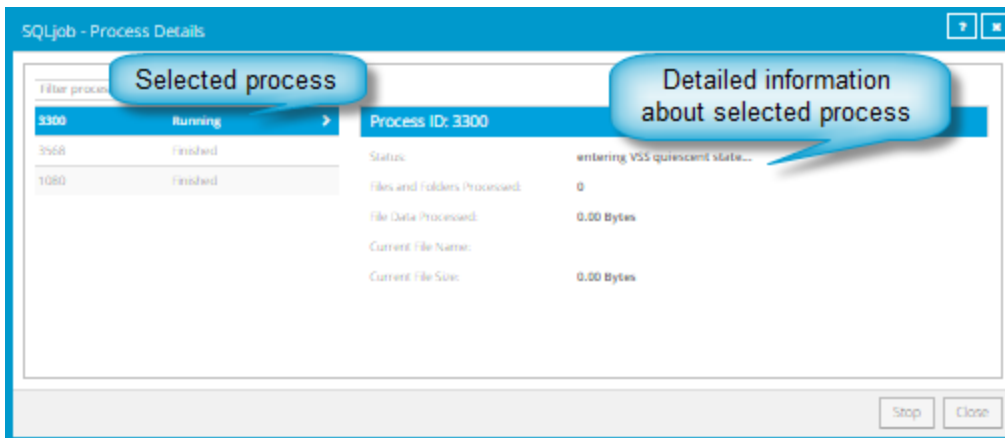 SQLjob - Process Details
? ×
Selected process
Detailed information
about selected process
Filter proces
3300 Running
Process ID: 3300
3568 Finished
Status: entering VSS quiescent state...
1080 Finished
Files and Folders Processed: 0
File Data Processed: 0.00 Bytes
Current File Name:
Current File Size: 0.00 Bytes
Stop Close